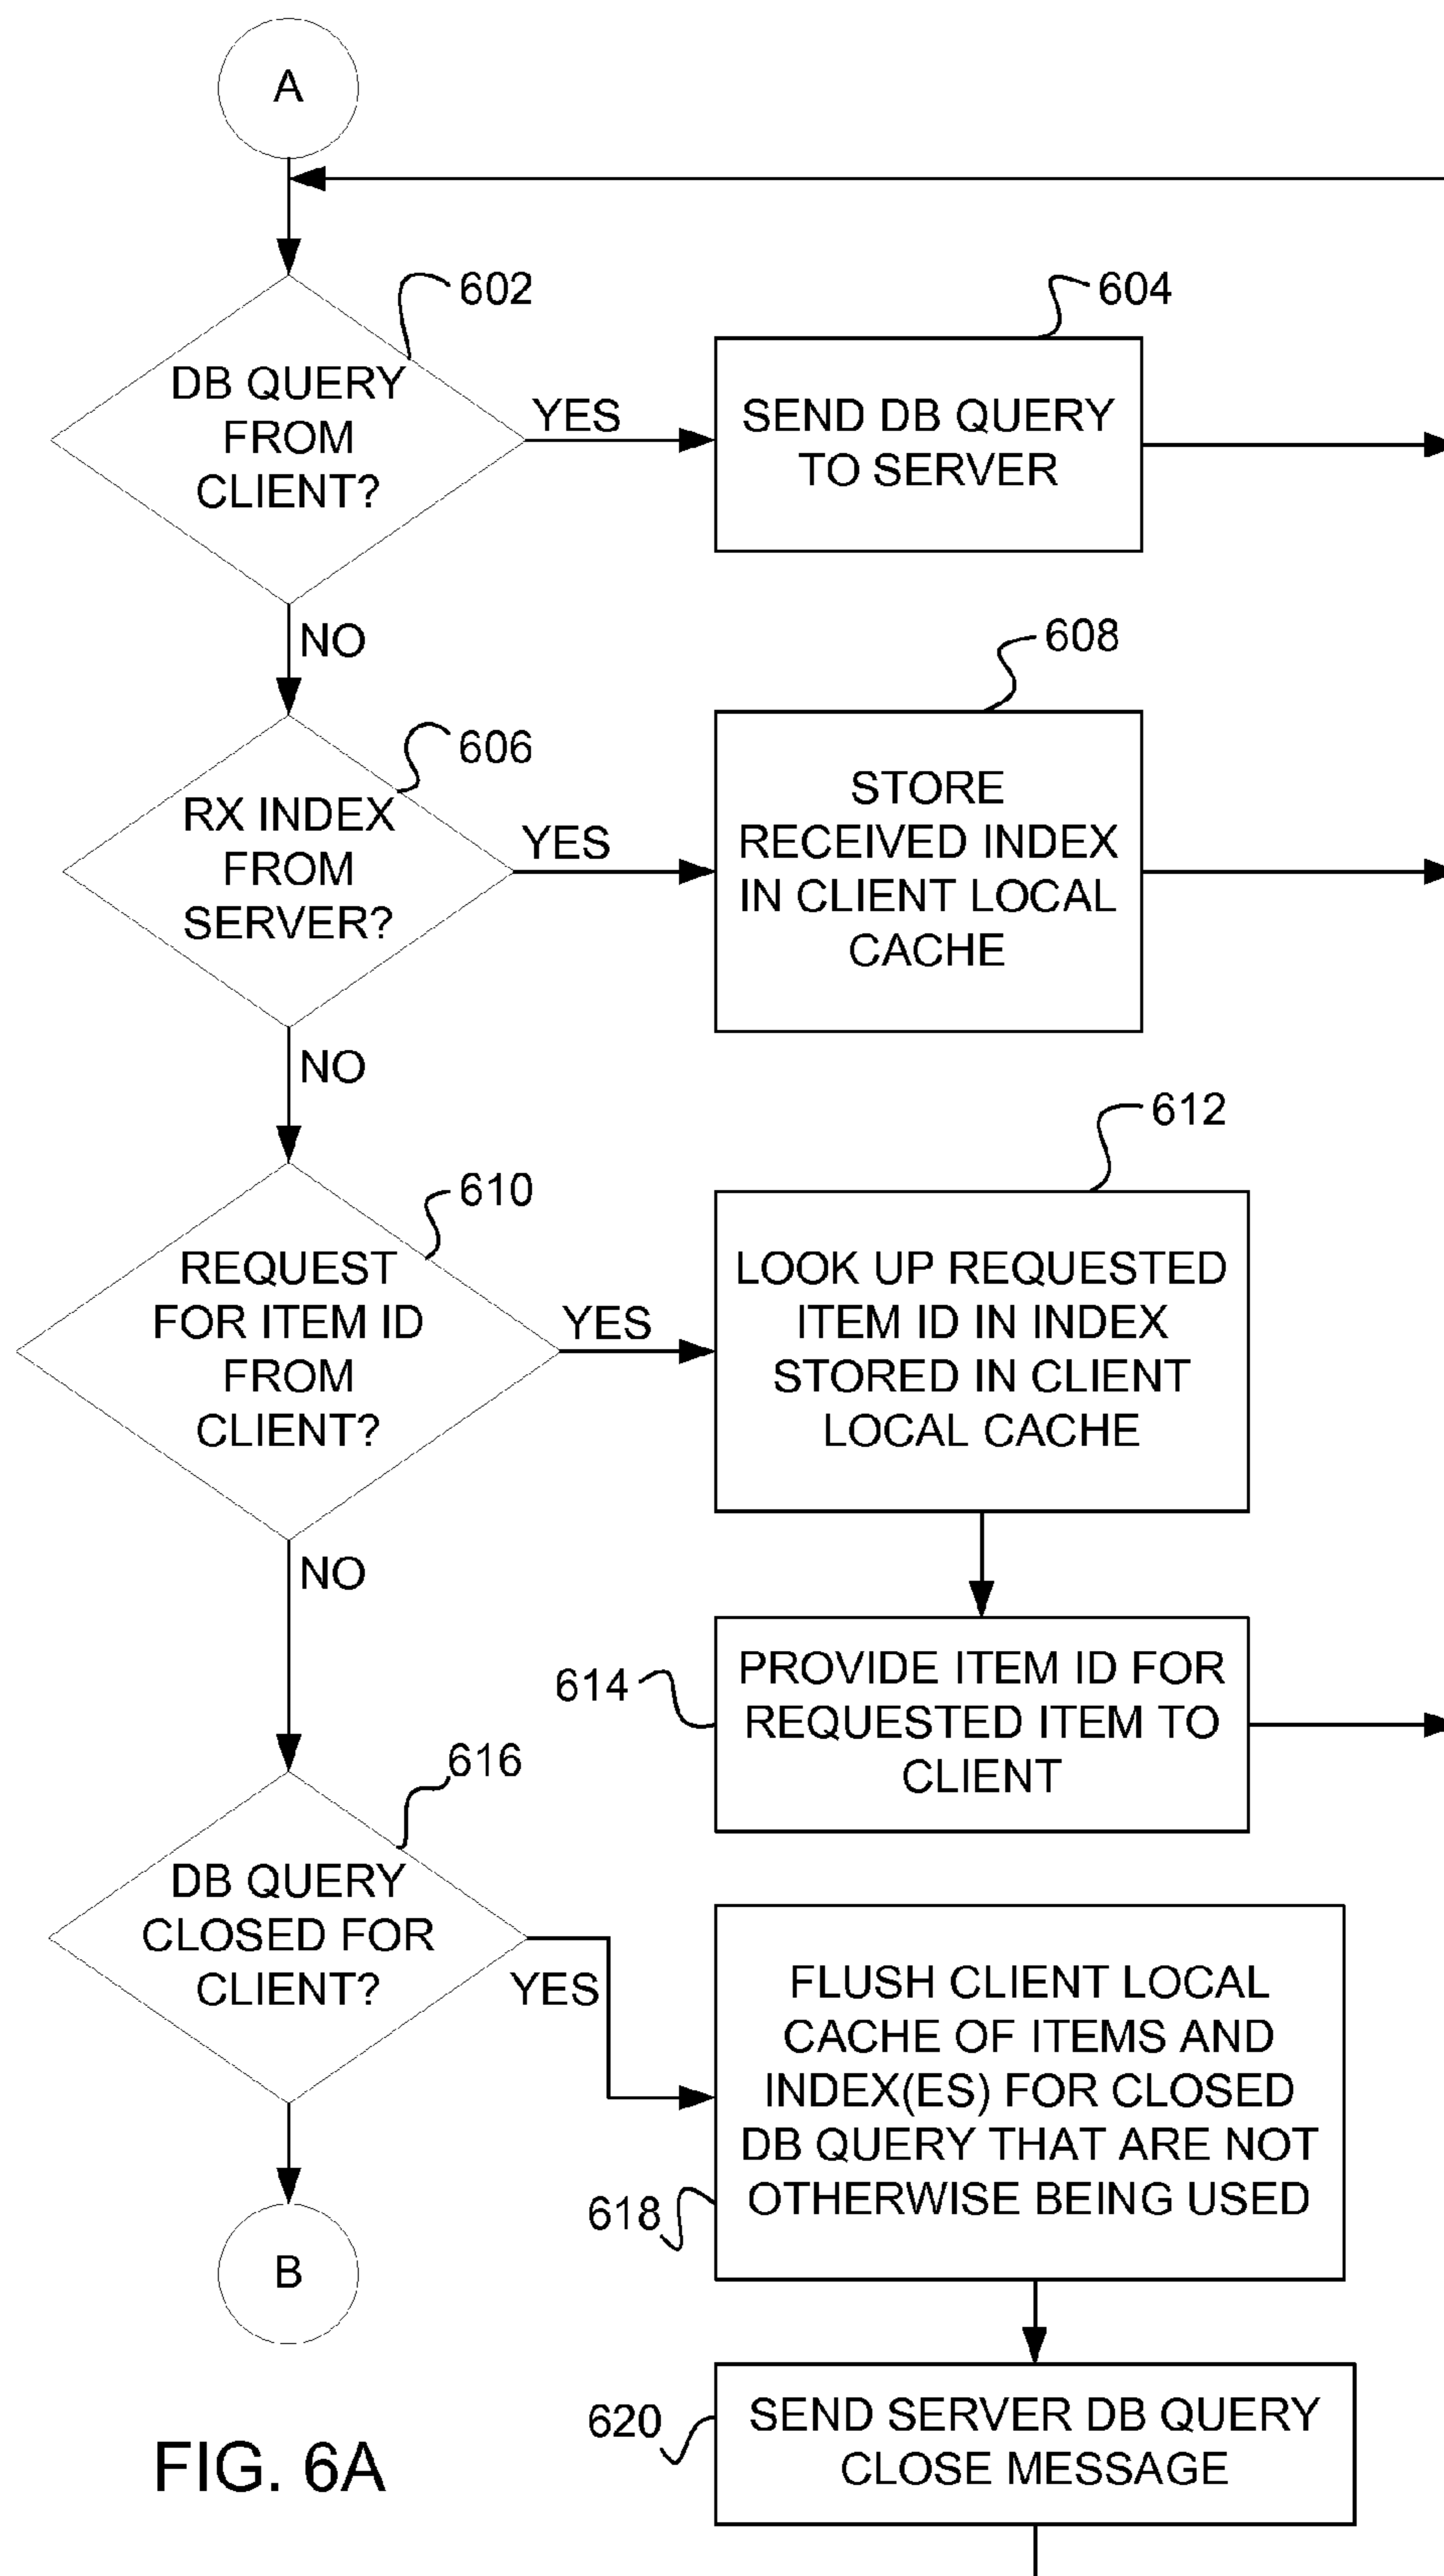 A
602
DB QUERY
FROM
CLIENT?
YES
604
SEND DB QUERY
TO SERVER
NO
606
RX INDEX
FROM
SERVER?
YES
608
STORE
RECEIVED INDEX
IN CLIENT LOCAL
CACHE
NO
610
REQUEST
FOR ITEM ID
FROM
CLIENT?
YES
612
LOOK UP REQUESTED
ITEM ID IN INDEX
STORED IN CLIENT
LOCAL CACHE
NO
614
PROVIDE ITEM ID FOR
REQUESTED ITEM TO
CLIENT
616
DB QUERY
CLOSED FOR
CLIENT?
YES
FLUSH CLIENT LOCAL
CACHE OF ITEMS AND
INDEX(ES) FOR CLOSED
DB QUERY THAT ARE NOT
OTHERWISE BEING USED
618
B
620
SEND SERVER DB QUERY
CLOSE MESSAGE
FIG. 6A